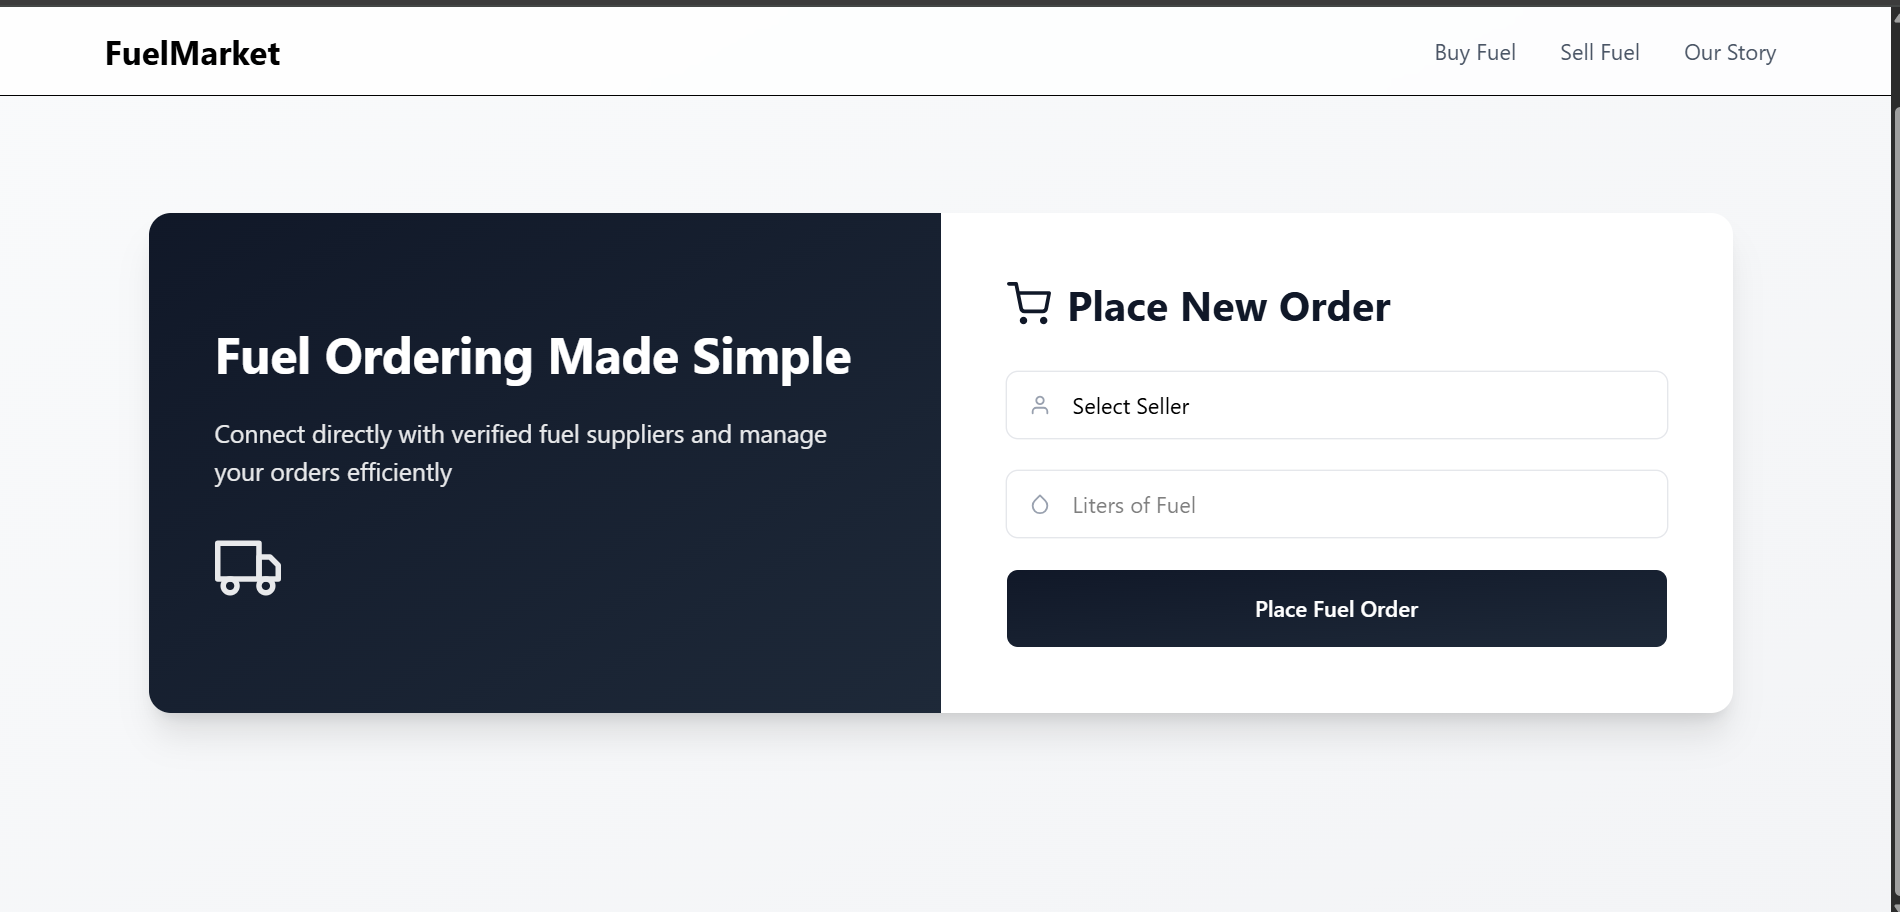 FuelMarket
Buy Fuel
Sell Fuel
Our Story
Fuel Ordering Made Simple
Connect directly with verified fuel suppliers and manage
your orders efficiently
Place New Order
Select Seller
Liters of Fuel
Place Fuel Order